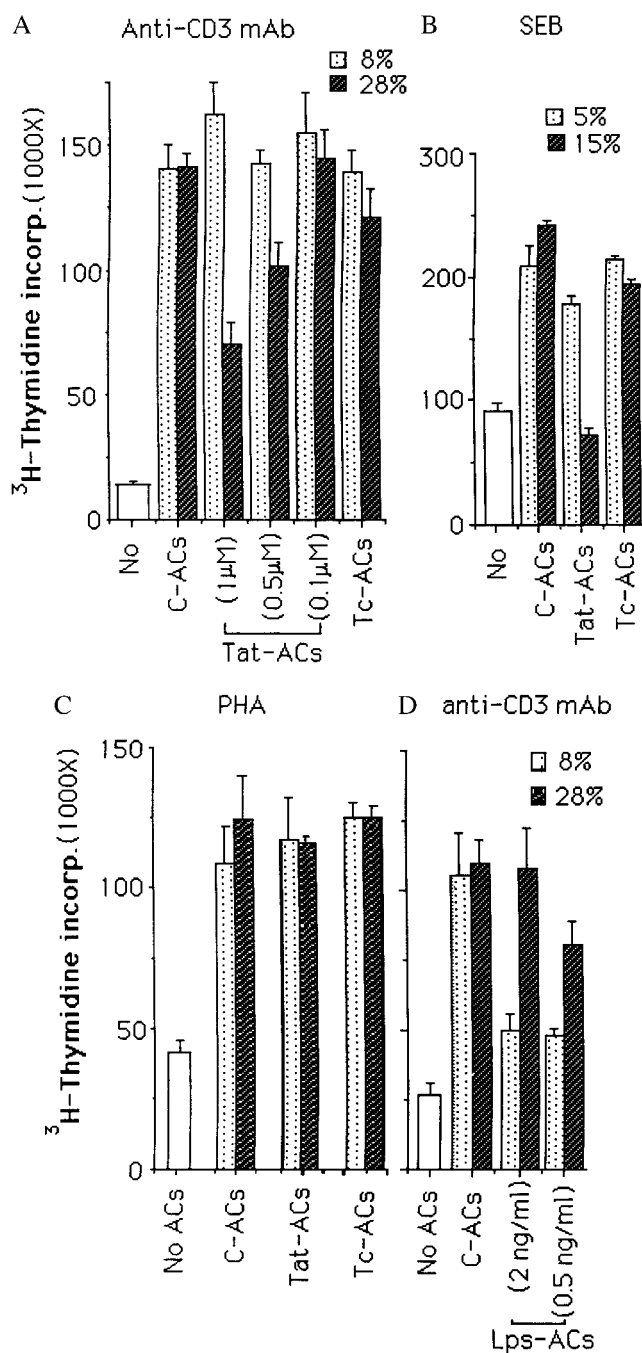 A
Anti-CD3 mAb
8%
28%
³H-Thymidine incorp.(1000X)
150
100
50
0
No
C-ACs
(1μM)
(0.5μM)
(0.1μM)
Tc-ACs
Tat-ACs
B
SEB
5%
15%
300
200
100
0
No
C-ACs
Tat-ACs
Tc-ACs
C
PHA
³H-Thymidine incorp.(1000X)
150
100
50
0
No ACs
C-ACs
Tat-ACs
Tc-ACs
D
anti-CD3 mAb
8%
28%
No ACs
C-ACs
(2 ng/ml)
(0.5 ng/ml)
Lps-ACs